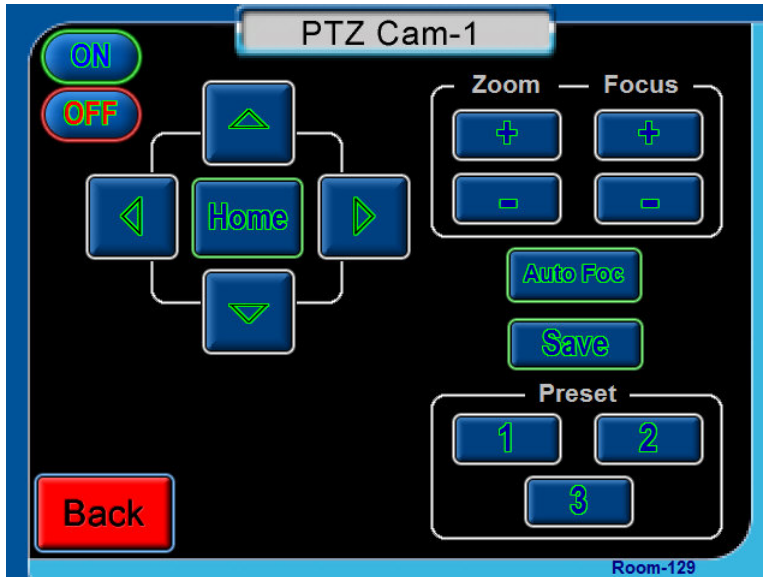 PTZ Cam-1
ON
OFF
Zoom Focus
+ +
- -
Home
Auto Foc
Save
Preset
1 2
3
Back
Room-129